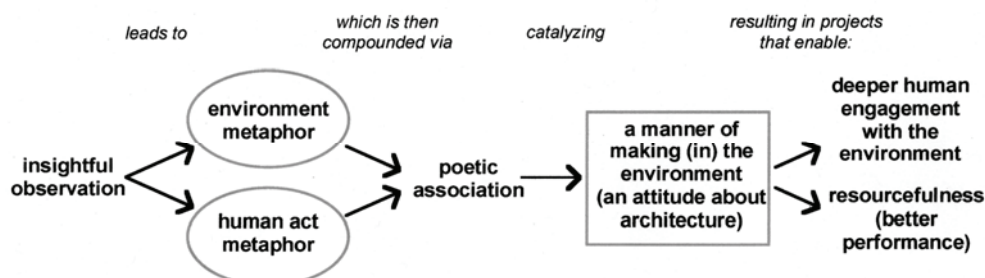 leads to
which is then
compounded via
catalyzing
resulting in projects
that enable:
insightful
observation
environment
metaphor
human act
metaphor
poetic
association
a manner of
making (in) the
environment
(an attitude about
architecture)
deeper human
engagement
with the
environment
resourcefulness
(better
performance)